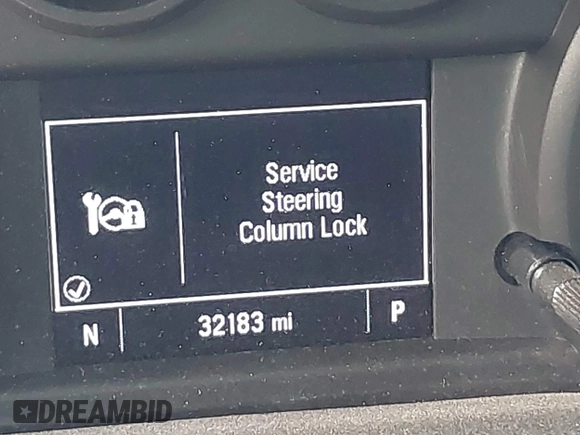 Service
Steering
Column Lock
N 32183 mi P
DREAMBID